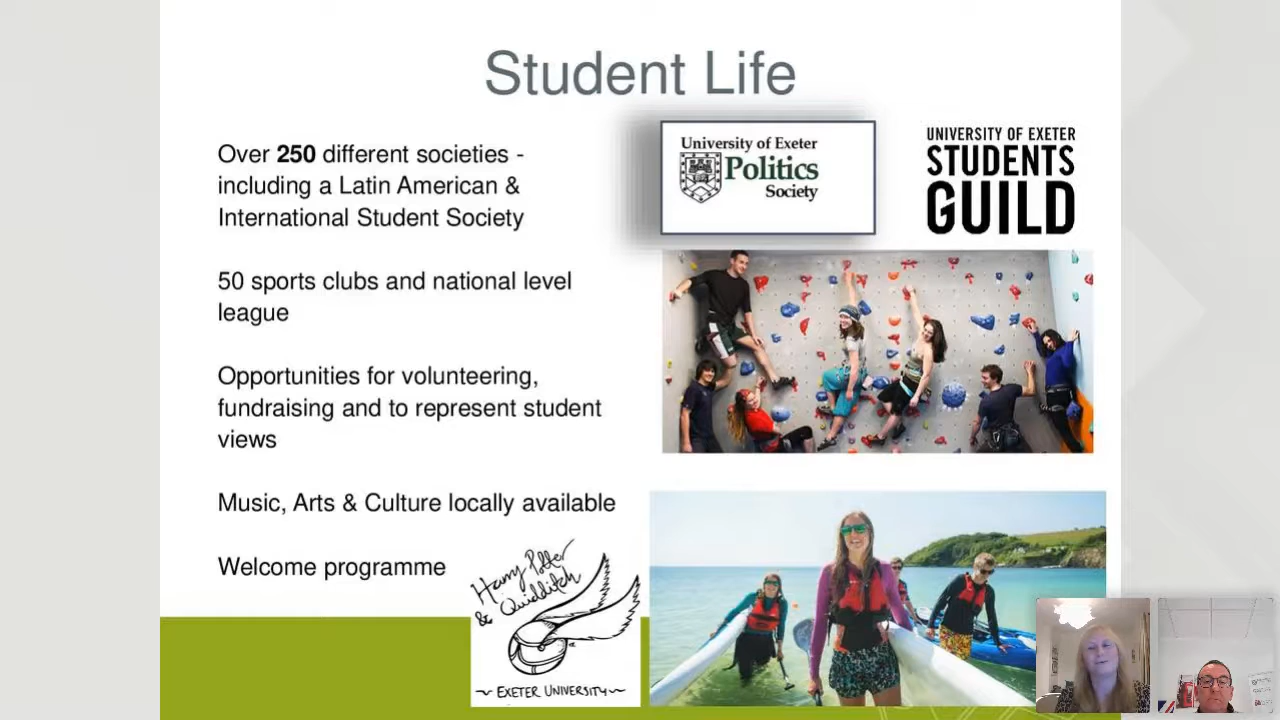 Student Life
Over 250 different societies -
including a Latin American &
International Student Society
50 sports clubs and national level
league
Opportunities for volunteering,
fundraising and to represent student
views
Music, Arts & Culture locally available
Welcome programme
University of Exeter
Politics
Society
UNIVERSITY OF EXETER
STUDENTS
GUILD
Harry Potter
& Quidditch
~ EXETER UNIVERSITY ~